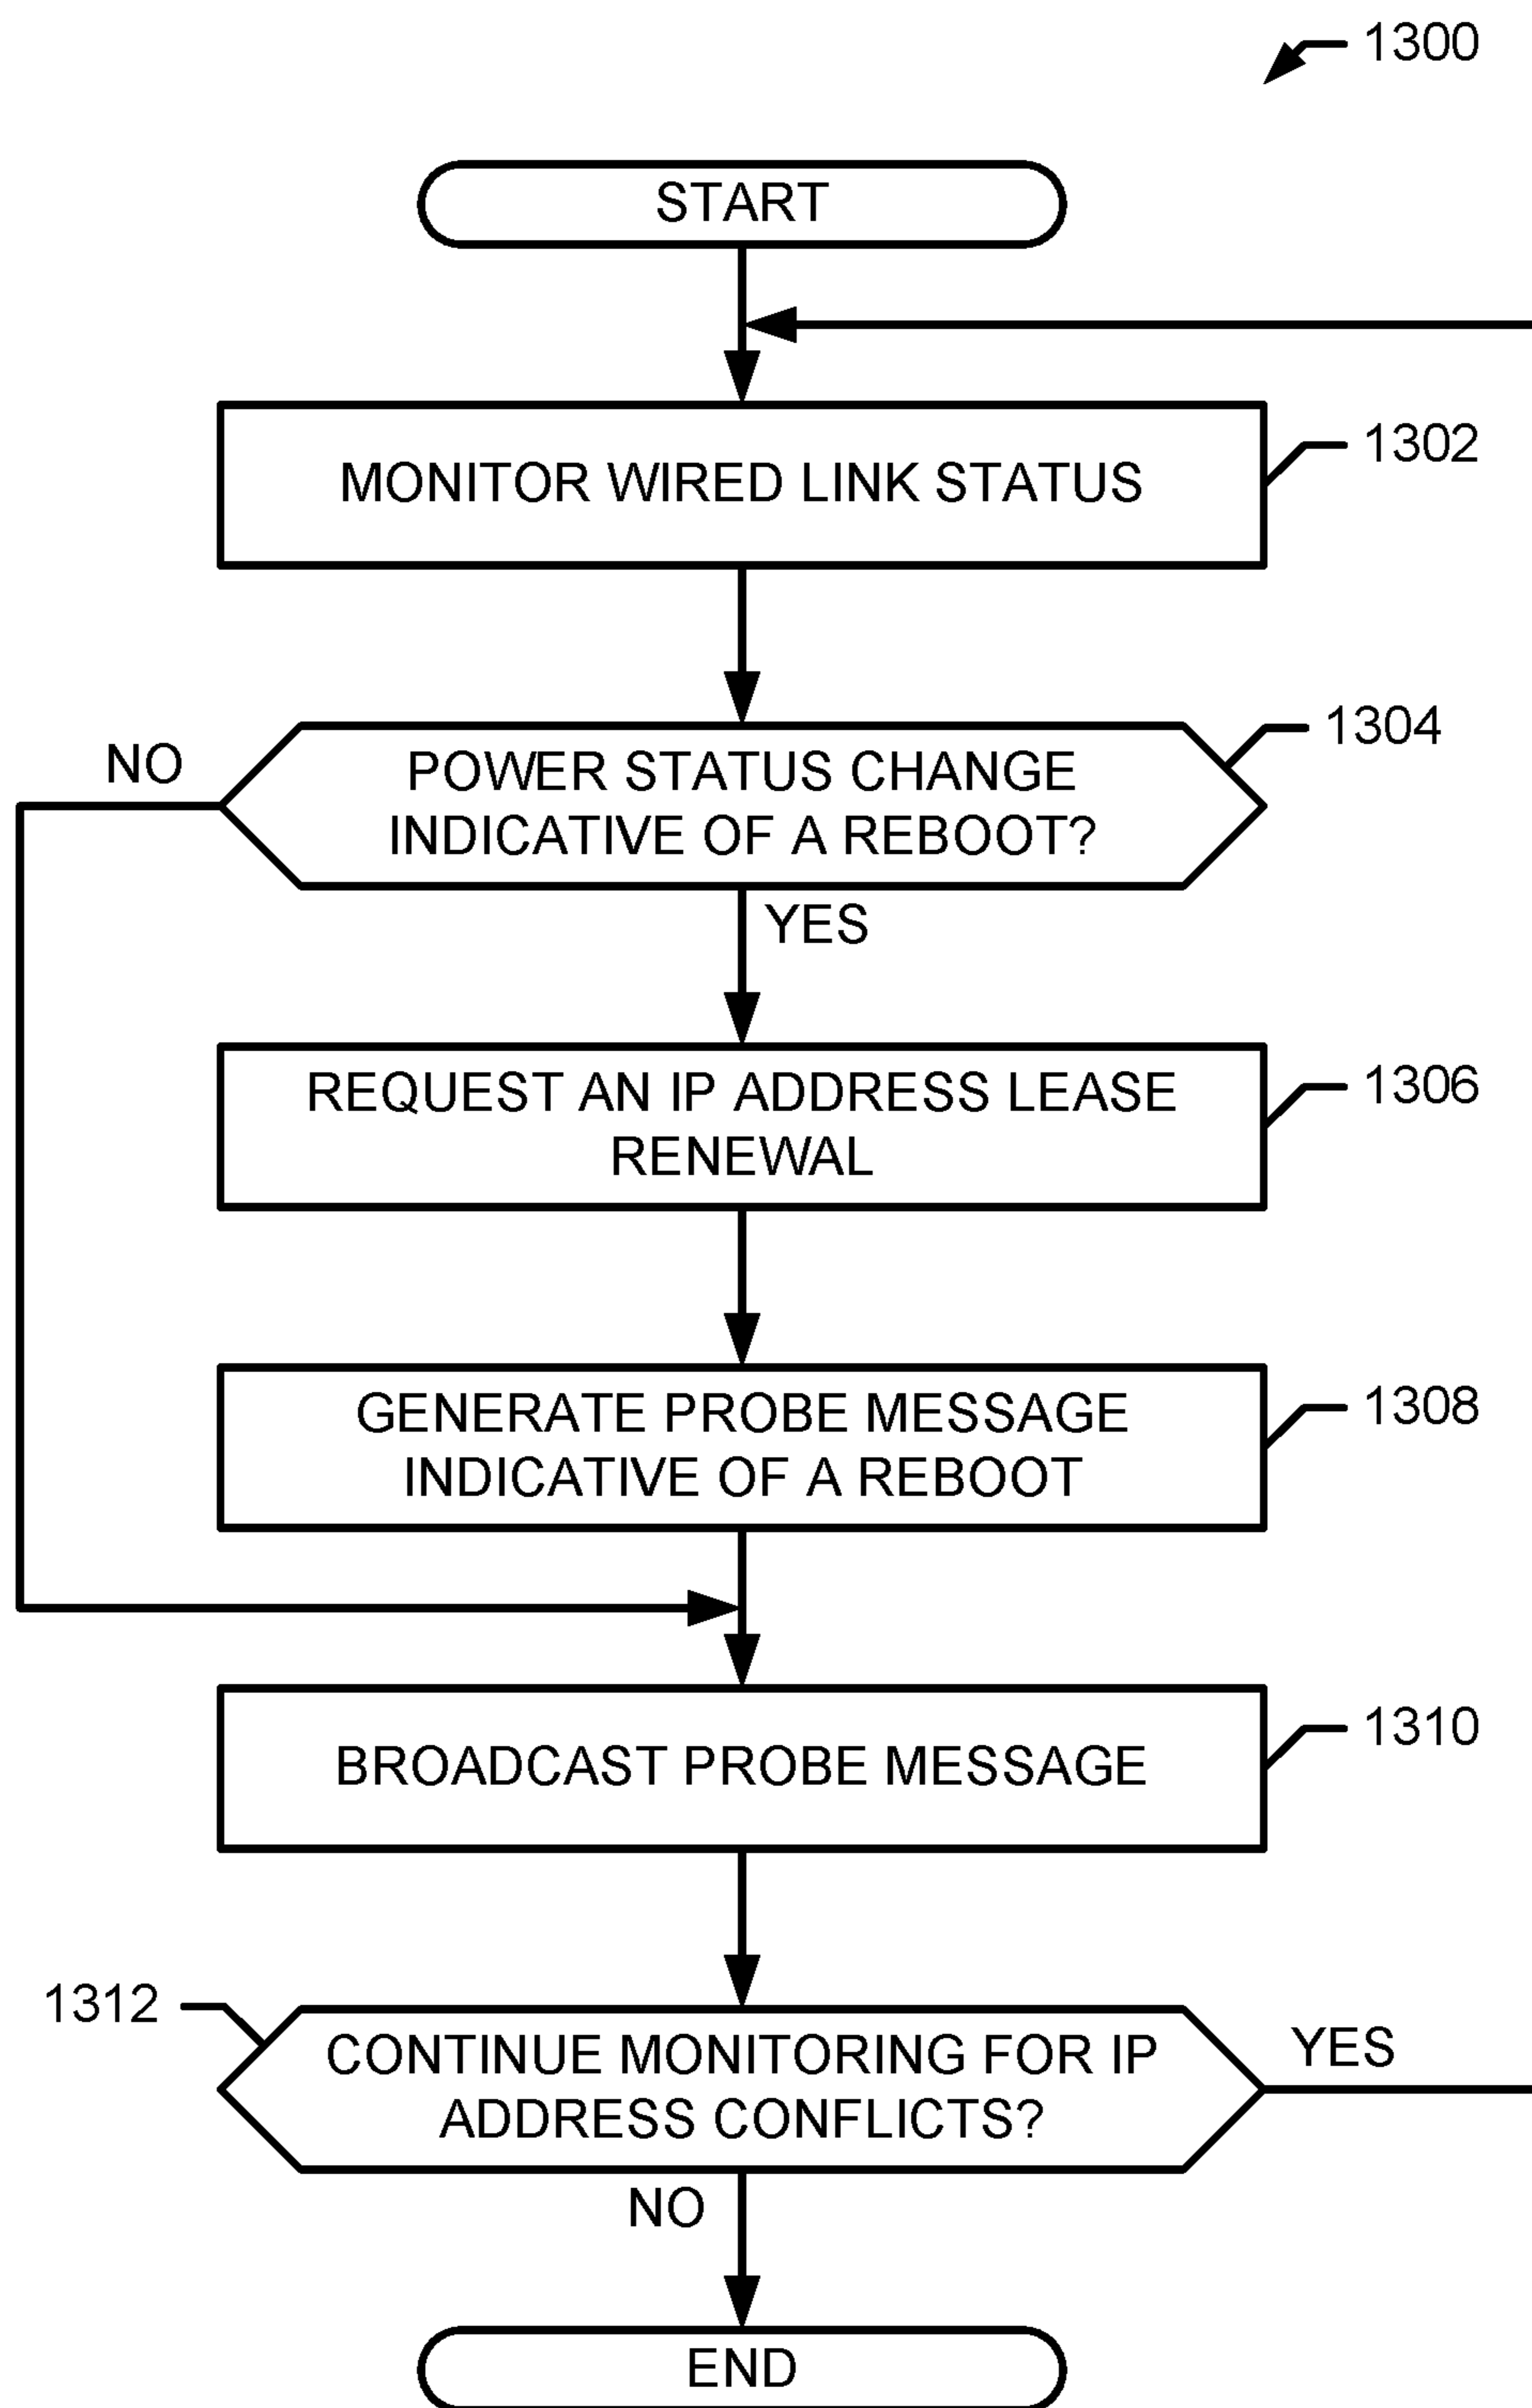 1300
START
MONITOR WIRED LINK STATUS
1302
1304
NO
POWER STATUS CHANGE
INDICATIVE OF A REBOOT?
YES
REQUEST AN IP ADDRESS LEASE
RENEWAL
1306
GENERATE PROBE MESSAGE
INDICATIVE OF A REBOOT
1308
BROADCAST PROBE MESSAGE
1310
1312
CONTINUE MONITORING FOR IP
ADDRESS CONFLICTS?
YES
NO
END